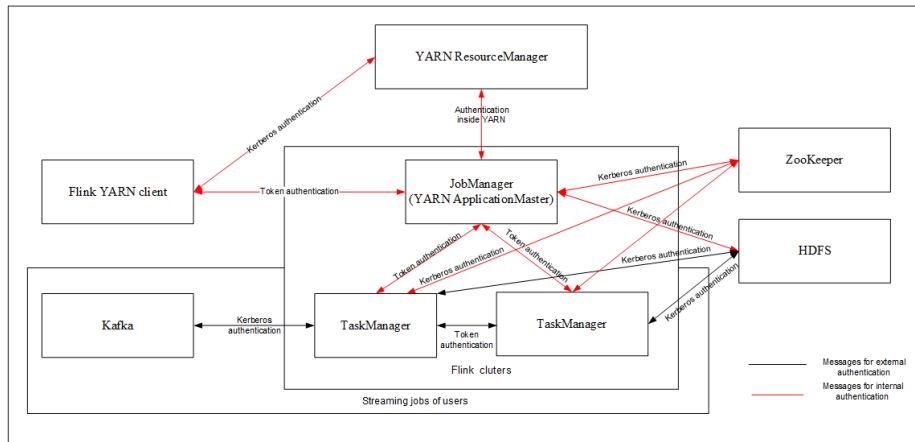 YARN ResourceManager
Kerberos authentication
Authentication
inside YARN
Flink YARN client
Token authentication
JobManager
(YARN ApplicationMaster)
Kerberos authentication
ZooKeeper
Kerberos authentication
HDFS
Token authentication
Token authentication
Kerberos authentication
Kerberos authentication
Kerberos authentication
Kafka
Kerberos
authentication
TaskManager
Token
authentication
TaskManager
Flink cluters
Streaming jobs of users
Messages for external
authentication
Messages for internal
authentication